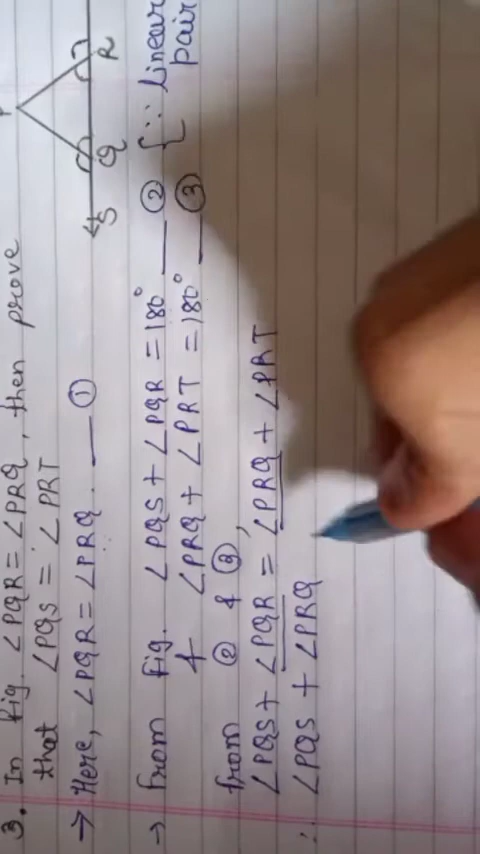 3. In fig. ∠PQR = ∠PRQ, then prove
that ∠PQS = ∠PRT
S Q R
→ Here, ∠PQR = ∠PRQ. — ①
→ From Fig. ∠PQS + ∠PQR = 180° — ② {∵ linear
& ∠PRQ + ∠PRT = 180° — ③ pair
from ② & ③,
∠PQS + ∠PQR = ∠PRQ + ∠PRT
∴ ∠PQS + ∠PRQ